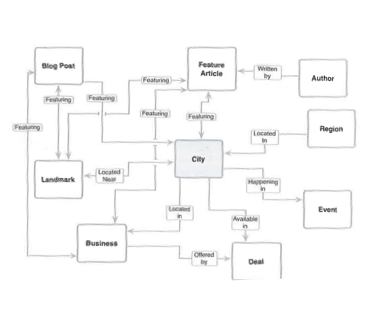 Blog Post
Feature
Article
Written
by
Author
Featuring
Featuring
Featuring
Featuring
Featuring
Featuring
Region
Located
In
City
Landmark
Located
Near
Happening
in
Event
Located
in
Available
in
Business
Offered
by
Deal